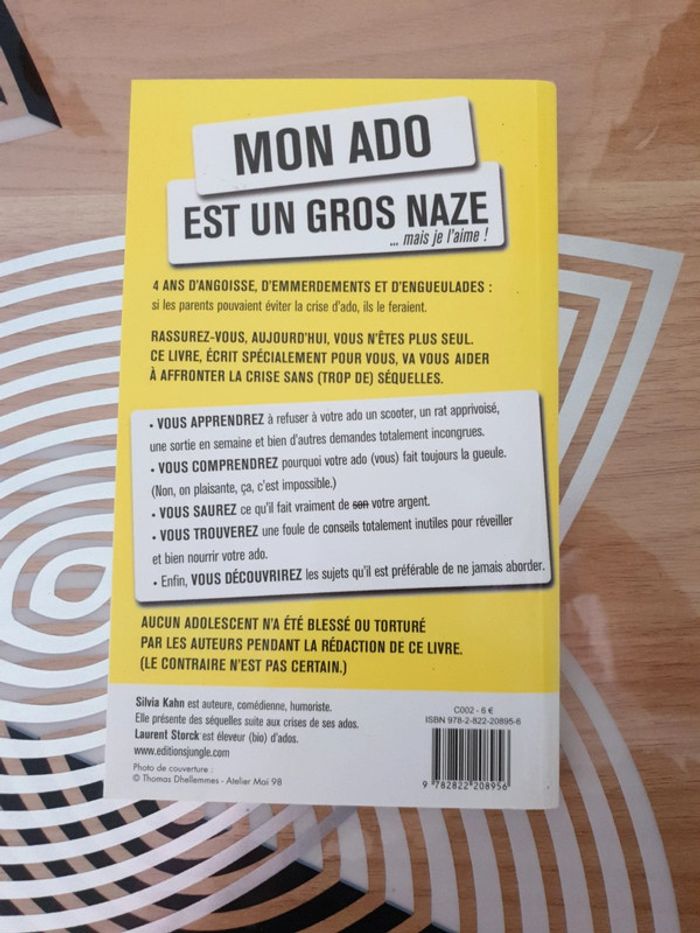 MON ADO
EST UN GROS NAZE
... mais je l'aime !
4 ANS D'ANGOISSE, D'EMMERDEMENTS ET D'ENGUEULADES :
si les parents pouvaient éviter la crise d'ado, ils le feraient.
RASSUREZ-VOUS, AUJOURD'HUI, VOUS N'ÊTES PLUS SEUL.
CE LIVRE, ÉCRIT SPÉCIALEMENT POUR VOUS, VA VOUS AIDER
À AFFRONTER LA CRISE SANS (TROP DE) SÉQUELLES.
• VOUS APPRENDREZ à refuser à votre ado un scooter, un rat apprivoisé,
une sortie en semaine et bien d'autres demandes totalement incongrues.
• VOUS COMPRENDREZ pourquoi votre ado (vous) fait toujours la gueule.
(Non, on plaisante, ça, c'est impossible.)
• VOUS SAUREZ ce qu'il fait vraiment de son votre argent.
• VOUS TROUVEREZ une foule de conseils totalement inutiles pour réveiller
et bien nourrir votre ado.
• Enfin, VOUS DÉCOUVRIREZ les sujets qu'il est préférable de ne jamais aborder.
AUCUN ADOLESCENT N'A ÉTÉ BLESSÉ OU TORTURÉ
PAR LES AUTEURS PENDANT LA RÉDACTION DE CE LIVRE.
(LE CONTRAIRE N'EST PAS CERTAIN.)
Silvia Kahn est auteure, comédienne, humoriste.
Elle présente des séquelles suite aux crises de ses ados.
Laurent Storck est éleveur (bio) d'ados.
www.editionsjungle.com
Photo de couverture :
© Thomas Dhellemmes - Atelier Mai 98
C002 - 6 €
ISBN 978-2-822-20895-6
9 782822 208956